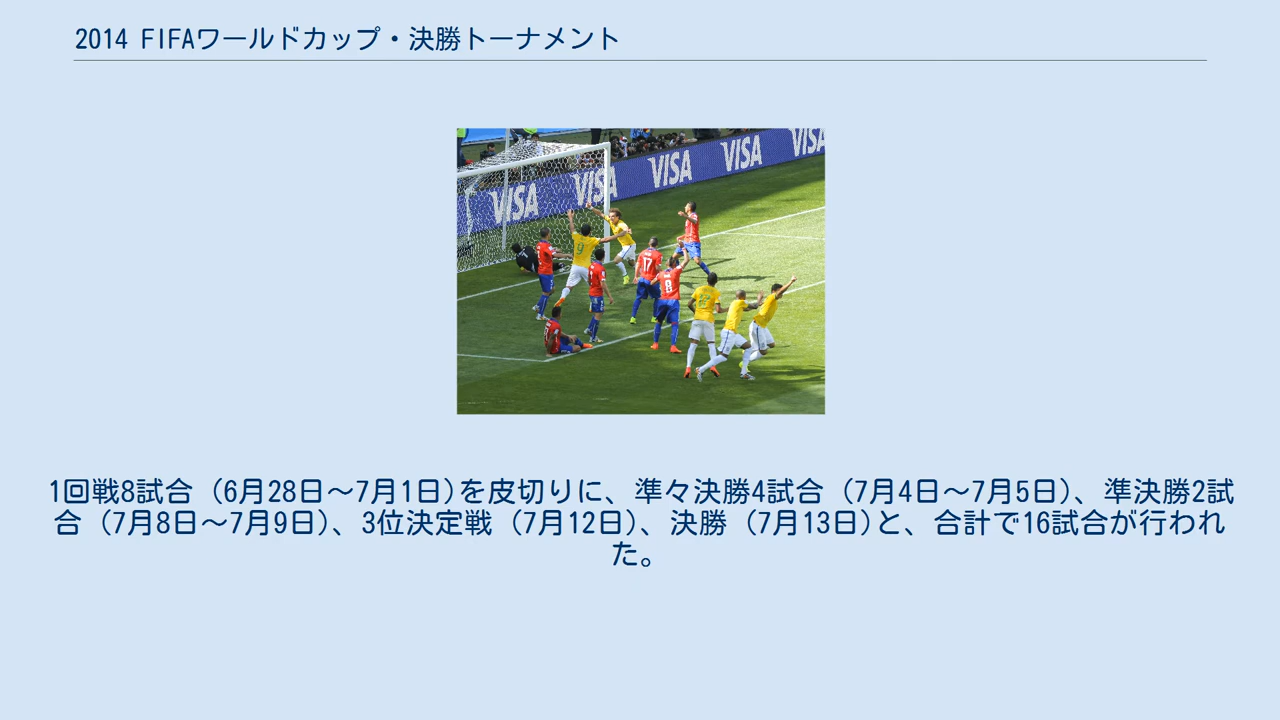 2014 FIFAワールドカップ・決勝トーナメント
VISA VISA VISA VISA VISA
9
17
8
1回戦8試合 (6月28日〜7月1日)を皮切りに、準々決勝4試合 (7月4日〜7月5日)、準決勝2試
合 (7月8日〜7月9日)、3位決定戦 (7月12日)、決勝 (7月13日)と、合計で16試合が行われ
た。